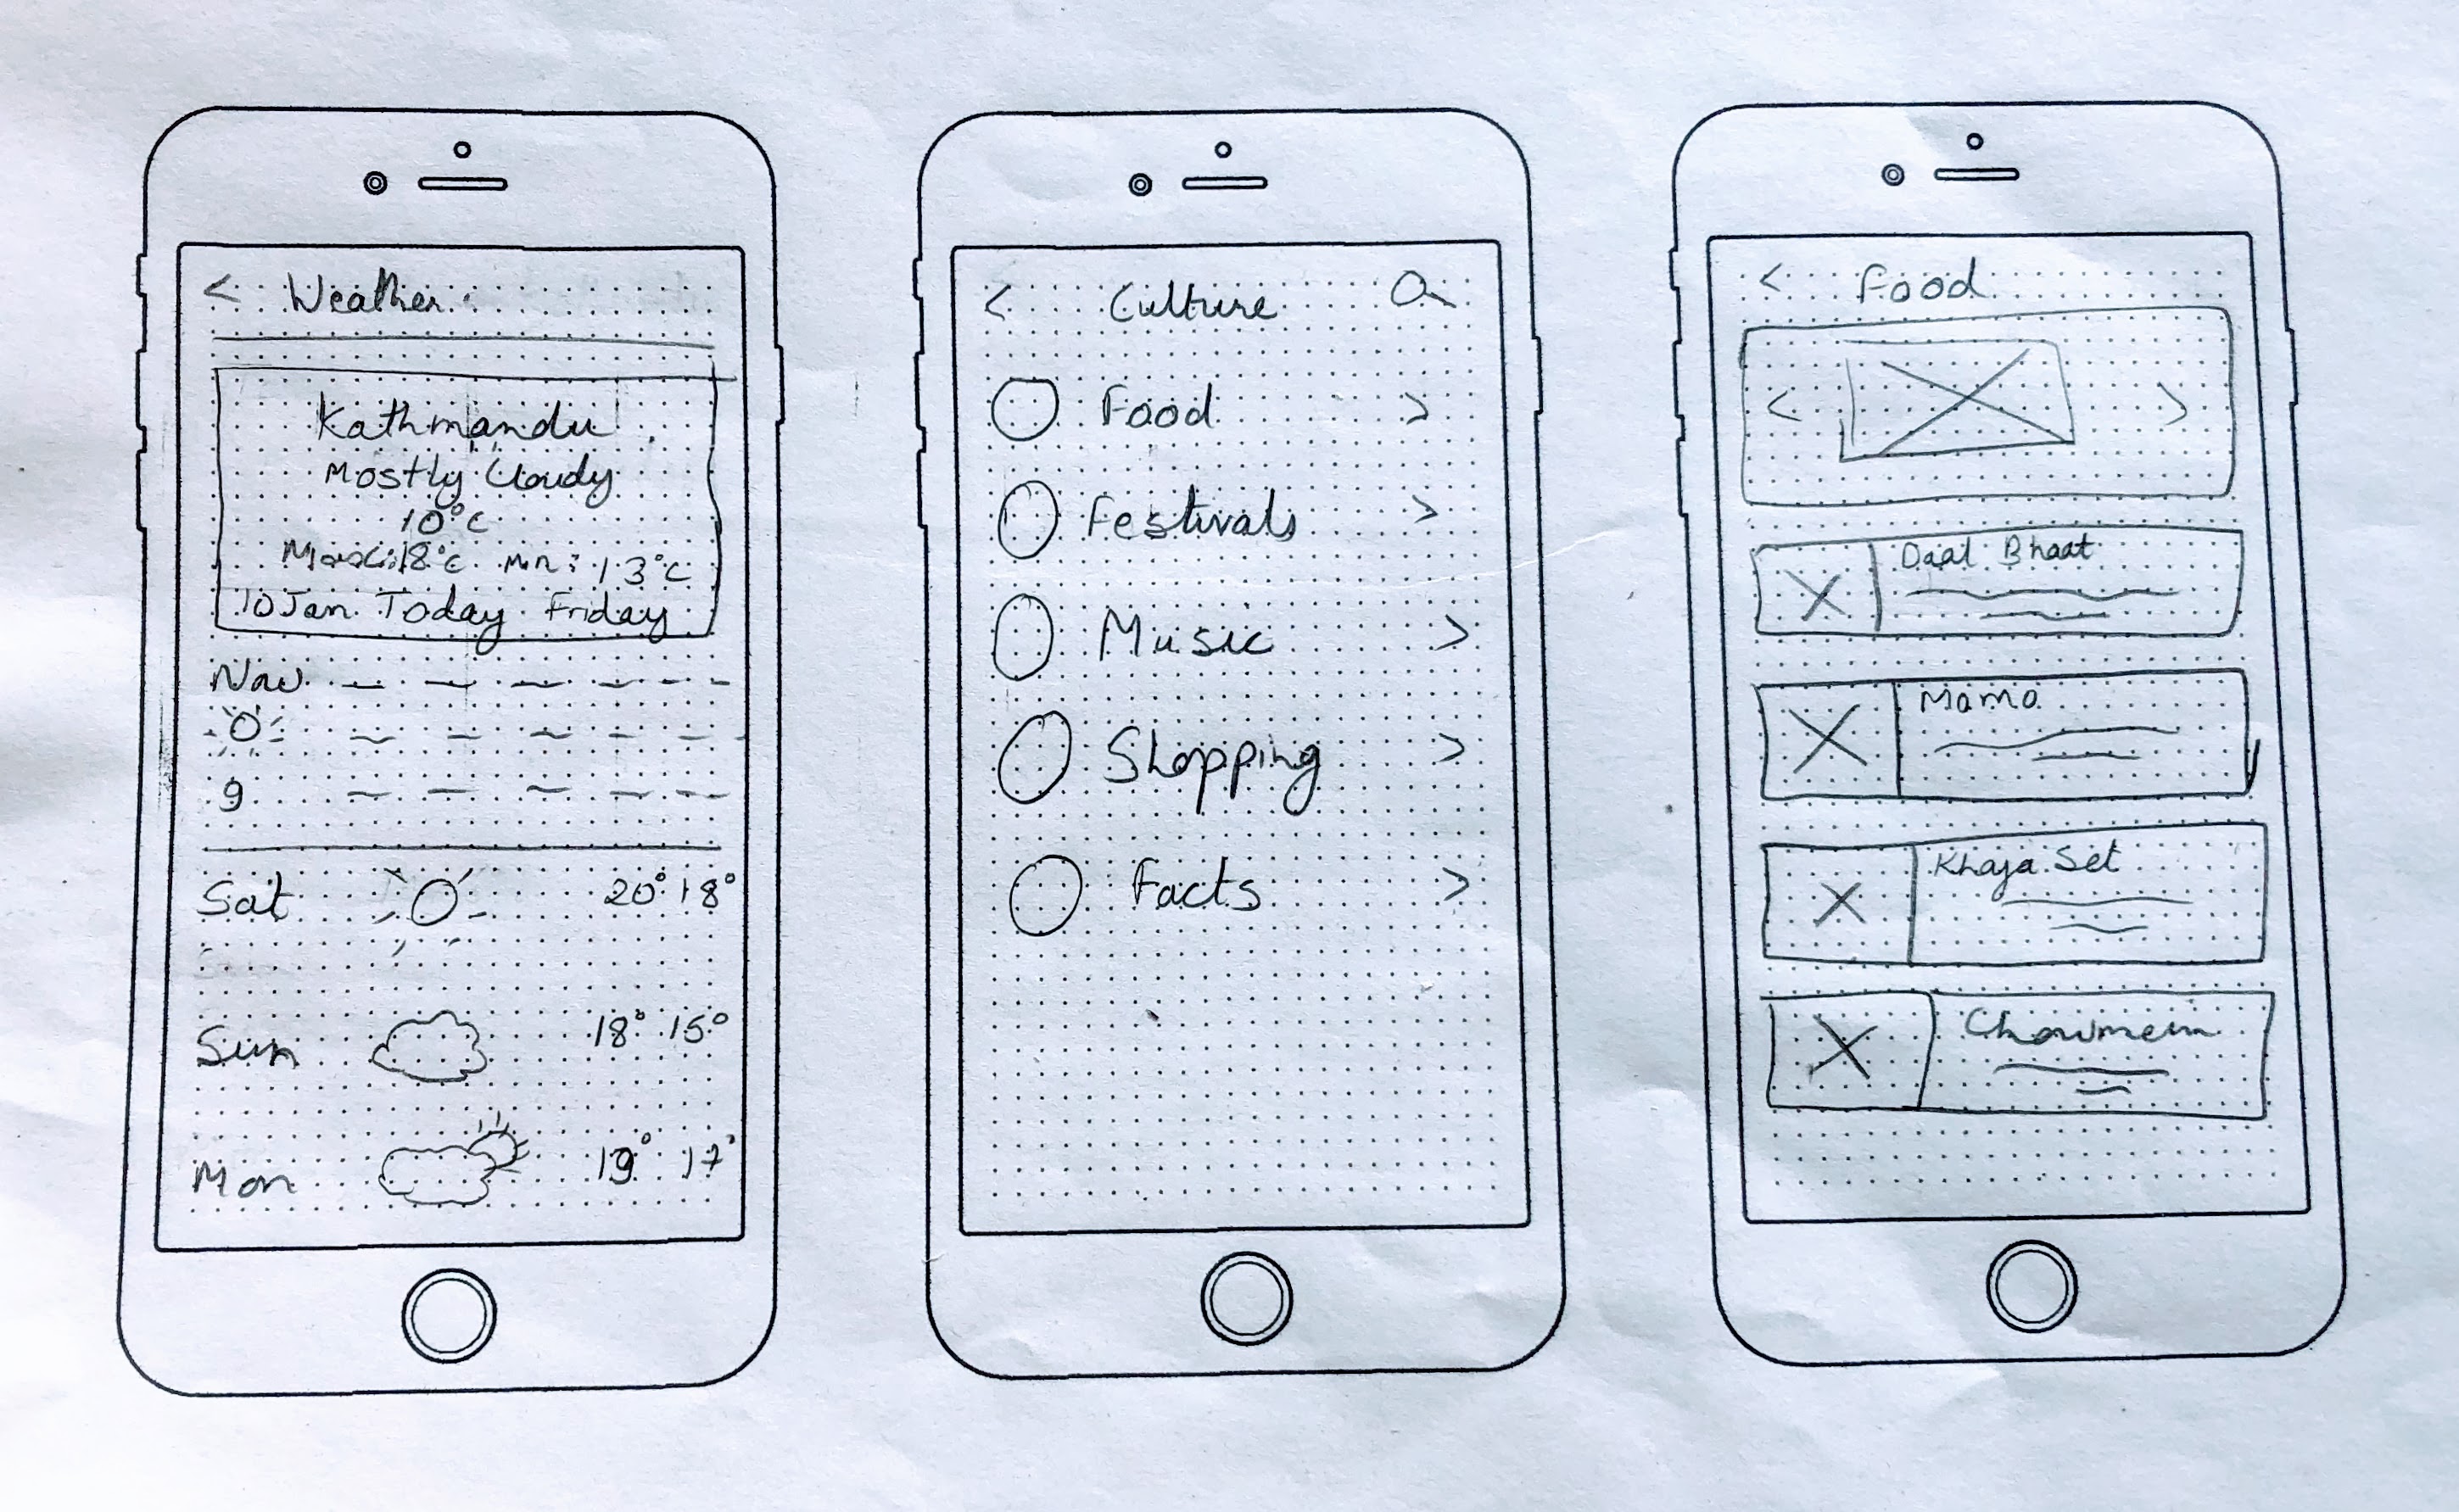 < Weather
Kathmandu
Mostly Cloudy
10°C
Max: 18°C Min: 13°C
10 Jan Today Friday
Now
9
Sat 20° 18°
Sun 18° 15°
Mon 19° 17°
< Culture
Food >
Festivals >
Music >
Shopping >
Facts >
< Food
< >
Daal Bhaat
Momo
Khaja Set
Chowmein